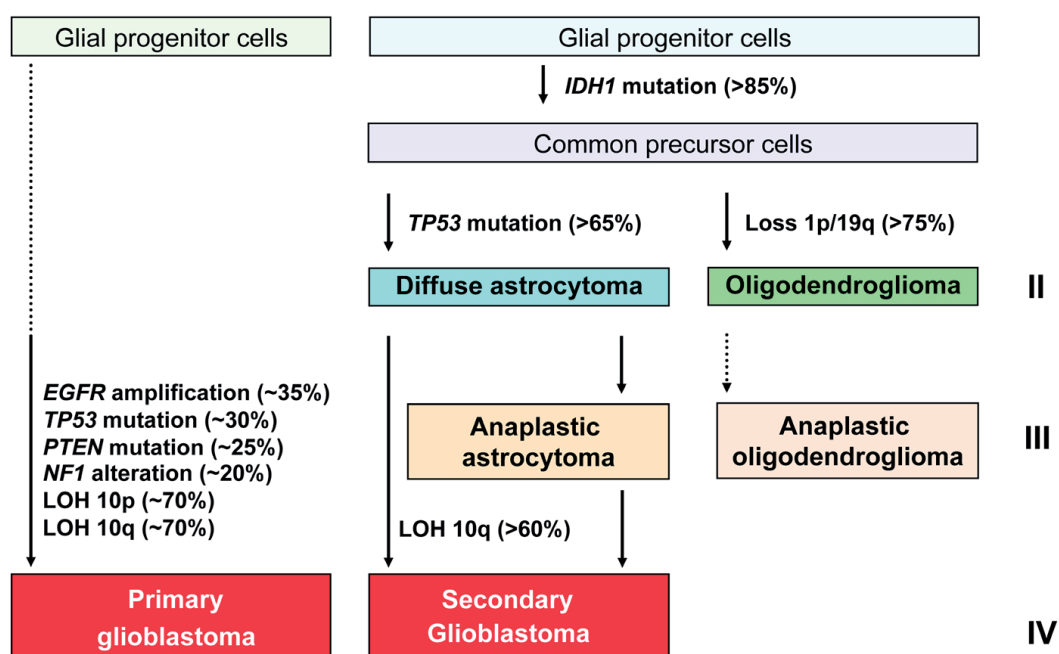 Glial progenitor cells
Glial progenitor cells
IDH1 mutation (>85%)
Common precursor cells
TP53 mutation (>65%)
Loss 1p/19q (>75%)
Diffuse astrocytoma
Oligodendroglioma
II
EGFR amplification (~35%)
TP53 mutation (~30%)
PTEN mutation (~25%)
NF1 alteration (~20%)
LOH 10p (~70%)
LOH 10q (~70%)
Anaplastic
astrocytoma
Anaplastic
oligodendroglioma
III
LOH 10q (>60%)
Primary
glioblastoma
Secondary
Glioblastoma
IV